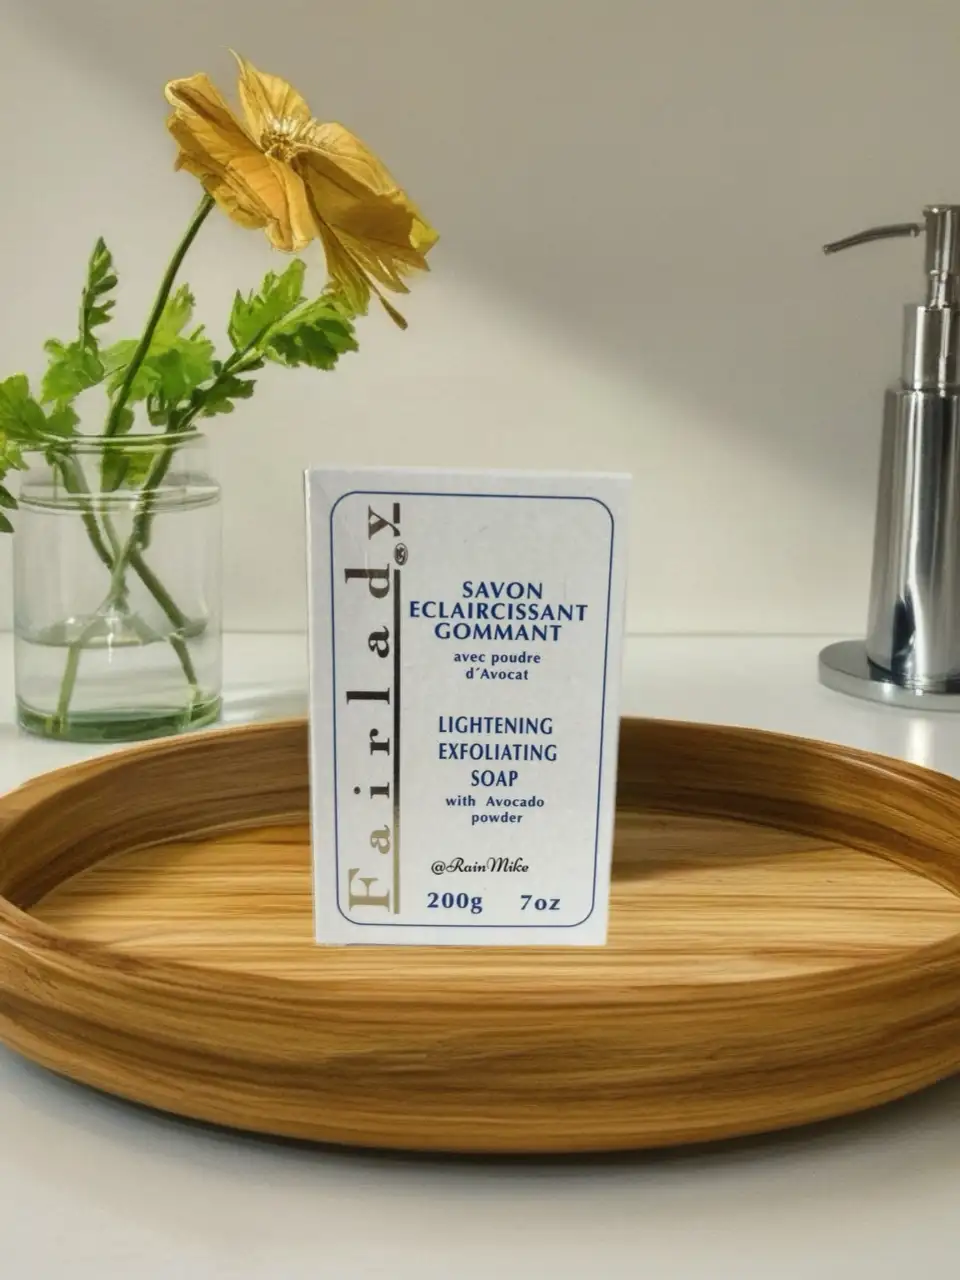 Fairlady®
SAVON
ECLAIRCISSANT
GOMMANT
avec poudre
d´Avocat
LIGHTENING
EXFOLIATING
SOAP
with Avocado
powder
@RainMike
200g 7oz